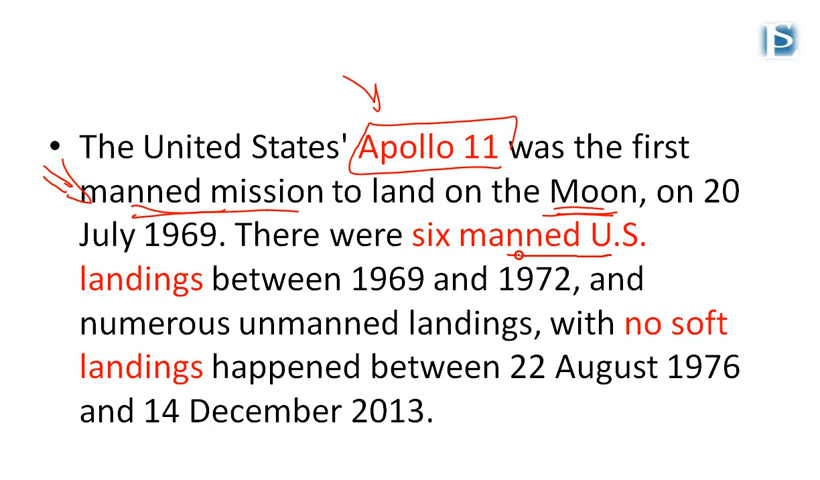 • The United States' Apollo 11 was the first
manned mission to land on the Moon, on 20
July 1969. There were six manned U.S.
landings between 1969 and 1972, and
numerous unmanned landings, with no soft
landings happened between 22 August 1976
and 14 December 2013.